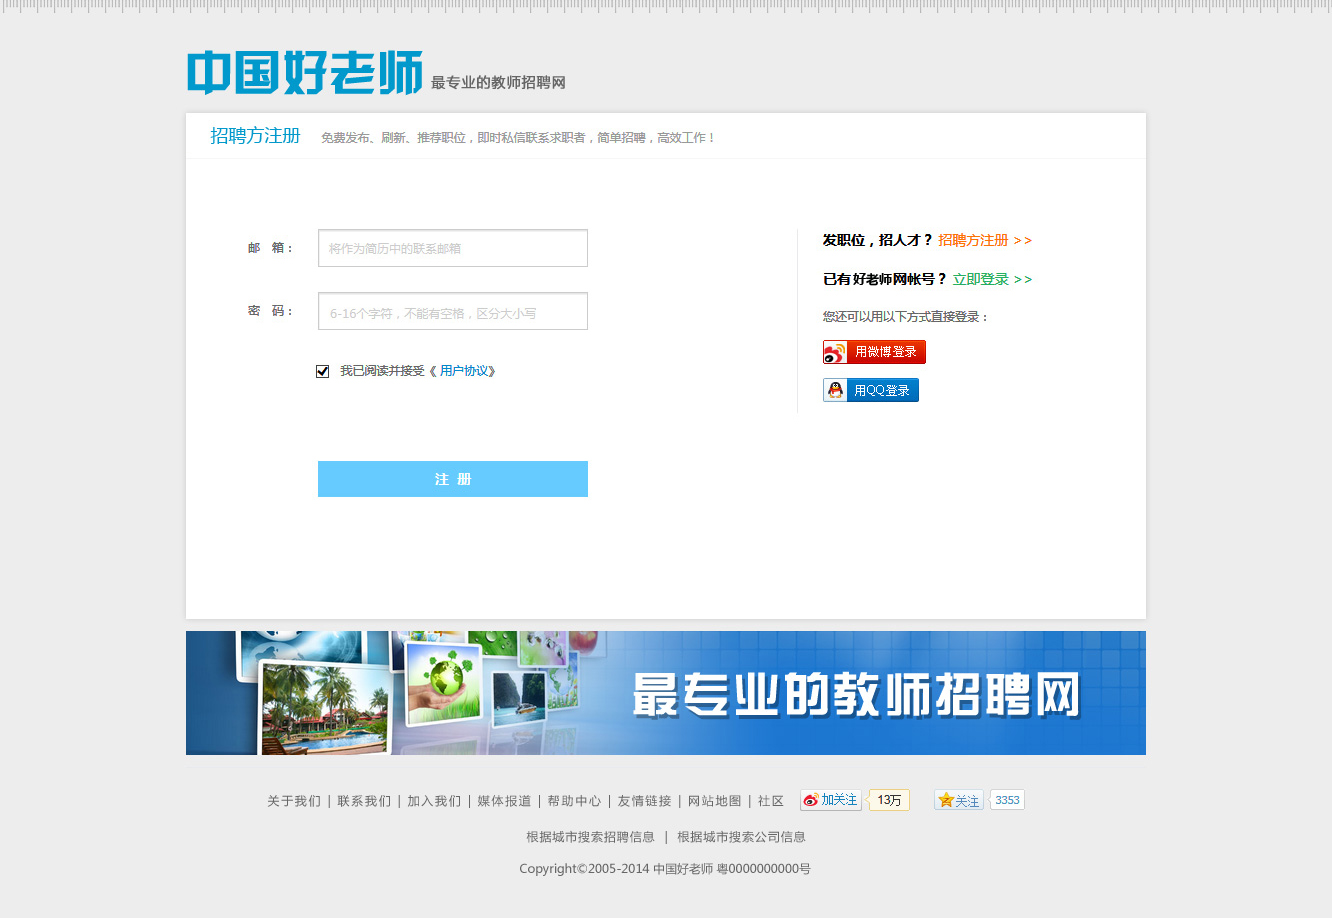 中国好老师 最专业的教师招聘网
招聘方注册 免费发布、刷新、推荐职位，即时私信联系求职者，简单招聘，高效工作！
邮 箱： 将作为简历中的联系邮箱
密 码： 6-16个字符，不能有空格，区分大小写
我已阅读并接受《 用户协议》
注 册
发职位，招人才？ 招聘方注册 >>
已有好老师网帐号？ 立即登录 >>
您还可以用以下方式直接登录：
用微博登录
用QQ登录
最专业的教师招聘网
关于我们 | 联系我们 | 加入我们 | 媒体报道 | 帮助中心 | 友情链接 | 网站地图 | 社区 加关注 13万 关注 3353
根据城市搜索招聘信息 | 根据城市搜索公司信息
Copyright©2005-2014 中国好老师 粤0000000000号